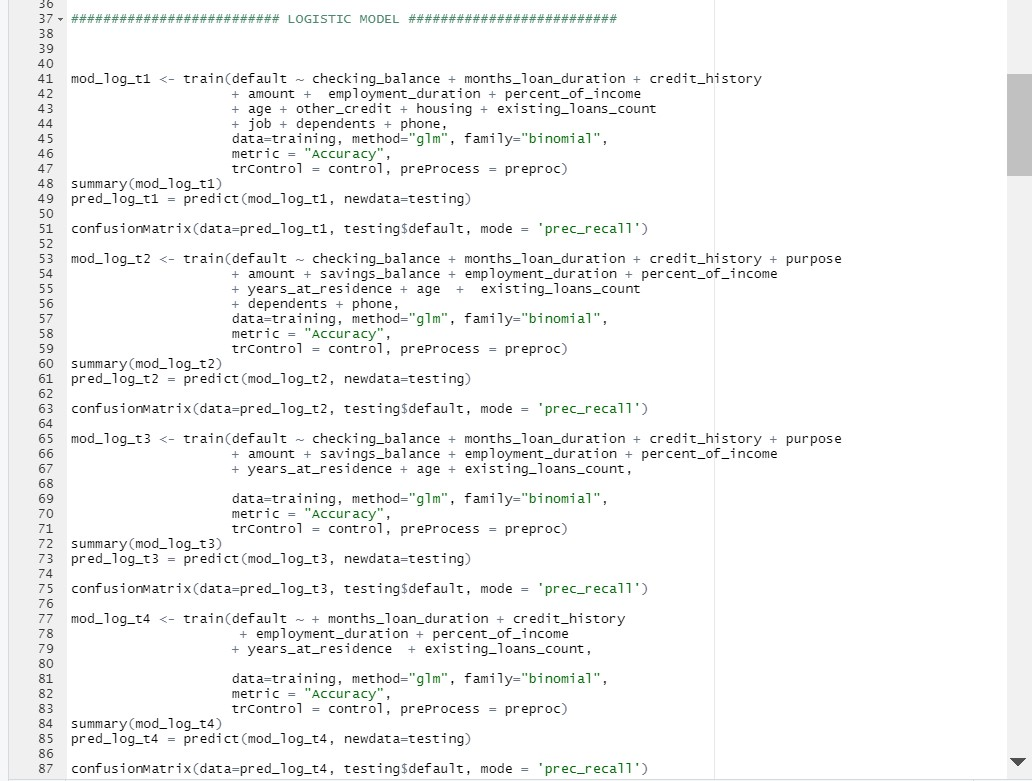 36
37 ########################## LOGISTIC MODEL ##########################
38
39
40
41 mod_log_t1 <- train(default ~ checking_balance + months_loan_duration + credit_history
42                     + amount +  employment_duration + percent_of_income
43                     + age + other_credit + housing + existing_loans_count
44                     + job + dependents + phone,
45                     data=training, method="glm", family="binomial",
46                     metric = "Accuracy",
47                     trControl = control, preProcess = preproc)
48 summary(mod_log_t1)
49 pred_log_t1 = predict(mod_log_t1, newdata=testing)
50
51 confusionMatrix(data=pred_log_t1, testing$default, mode = 'prec_recall')
52
53 mod_log_t2 <- train(default ~ checking_balance + months_loan_duration + credit_history + purpose
54                     + amount + savings_balance + employment_duration + percent_of_income
55                     + years_at_residence + age  +  existing_loans_count
56                     + dependents + phone,
57                     data=training, method="glm", family="binomial",
58                     metric = "Accuracy",
59                     trControl = control, preProcess = preproc)
60 summary(mod_log_t2)
61 pred_log_t2 = predict(mod_log_t2, newdata=testing)
62
63 confusionMatrix(data=pred_log_t2, testing$default, mode = 'prec_recall')
64
65 mod_log_t3 <- train(default ~ checking_balance + months_loan_duration + credit_history + purpose
66                     + amount + savings_balance + employment_duration + percent_of_income
67                     + years_at_residence + age + existing_loans_count,
68
69                     data=training, method="glm", family="binomial",
70                     metric = "Accuracy",
71                     trControl = control, preProcess = preproc)
72 summary(mod_log_t3)
73 pred_log_t3 = predict(mod_log_t3, newdata=testing)
74
75 confusionMatrix(data=pred_log_t3, testing$default, mode = 'prec_recall')
76
77 mod_log_t4 <- train(default ~ + months_loan_duration + credit_history
78                      + employment_duration + percent_of_income
79                     + years_at_residence  + existing_loans_count,
80
81                     data=training, method="glm", family="binomial",
82                     metric = "Accuracy",
83                     trControl = control, preProcess = preproc)
84 summary(mod_log_t4)
85 pred_log_t4 = predict(mod_log_t4, newdata=testing)
86
87 confusionMatrix(data=pred_log_t4, testing$default, mode = 'prec_recall')